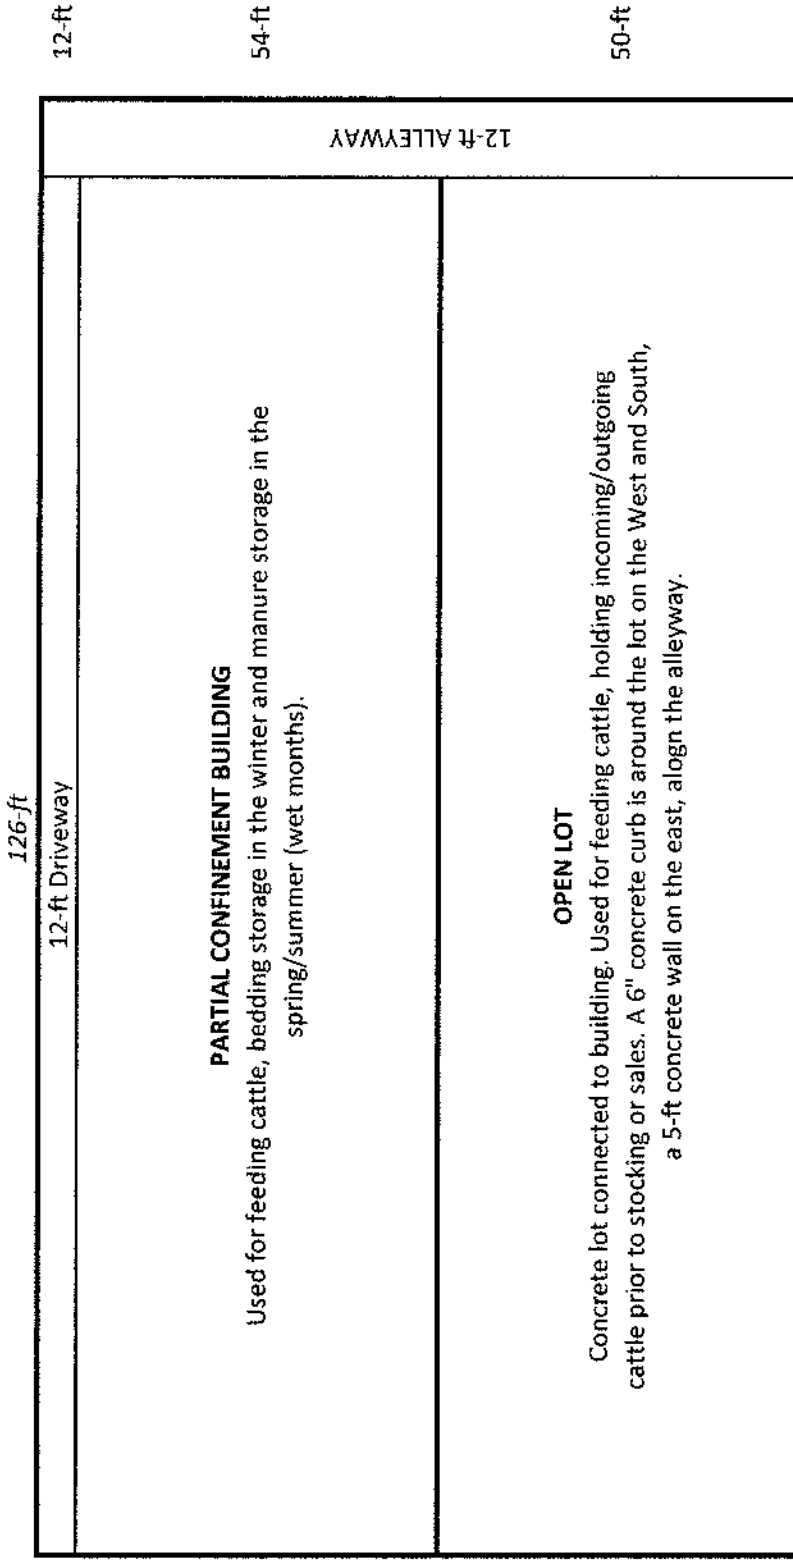 126-ft
12-ft Driveway
12-ft
PARTIAL CONFINEMENT BUILDING
Used for feeding cattle, bedding storage in the winter and manure storage in the
spring/summer (wet months).
54-ft
12-ft ALLEYWAY
OPEN LOT
Concrete lot connected to building. Used for feeding cattle, holding incoming/outgoing
cattle prior to stocking or sales. A 6" concrete curb is around the lot on the West and South,
a 5-ft concrete wall on the east, alogn the alleyway.
50-ft